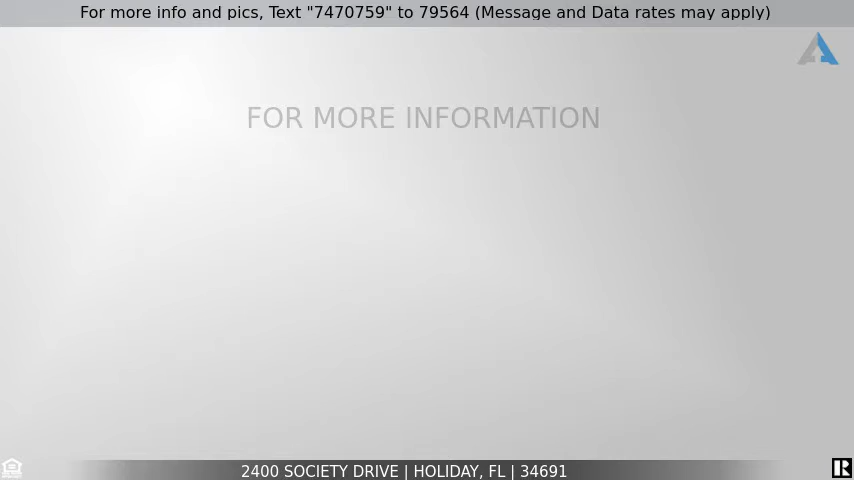 For more info and pics, Text "7470759" to 79564 (Message and Data rates may apply)
FOR MORE INFORMATION
2400 SOCIETY DRIVE | HOLIDAY, FL | 34691